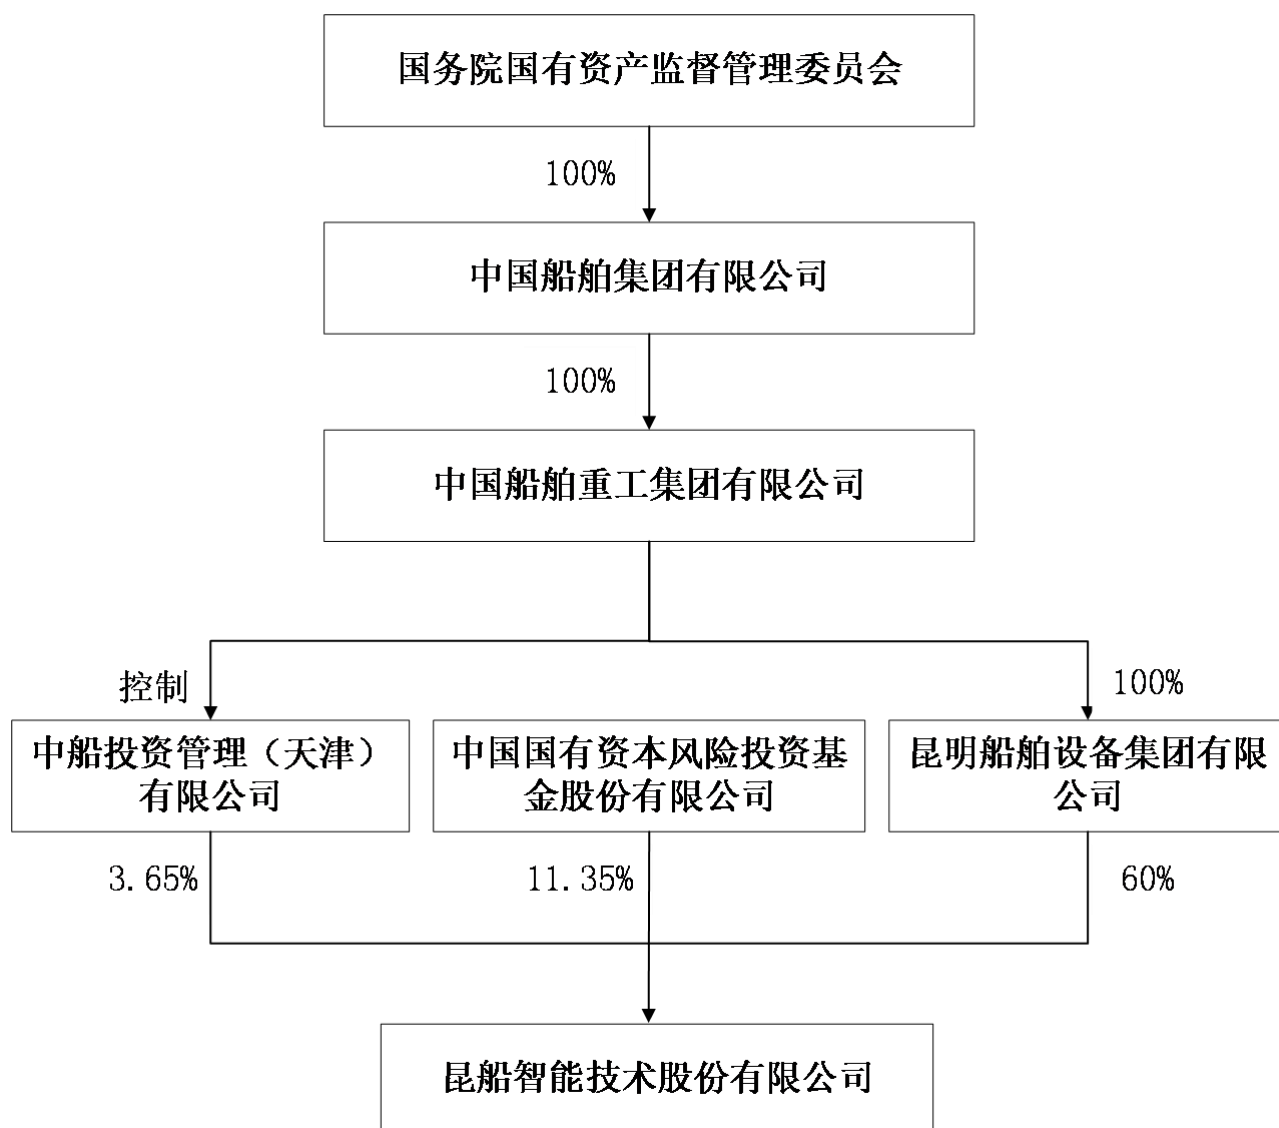 国务院国有资产监督管理委员会
100%
中国船舶集团有限公司
100%
中国船舶重工集团有限公司
控制
100%
中船投资管理（天津）
有限公司
中国国有资本风险投资基
金股份有限公司
昆明船舶设备集团有限
公司
3.65%
11.35%
60%
昆船智能技术股份有限公司